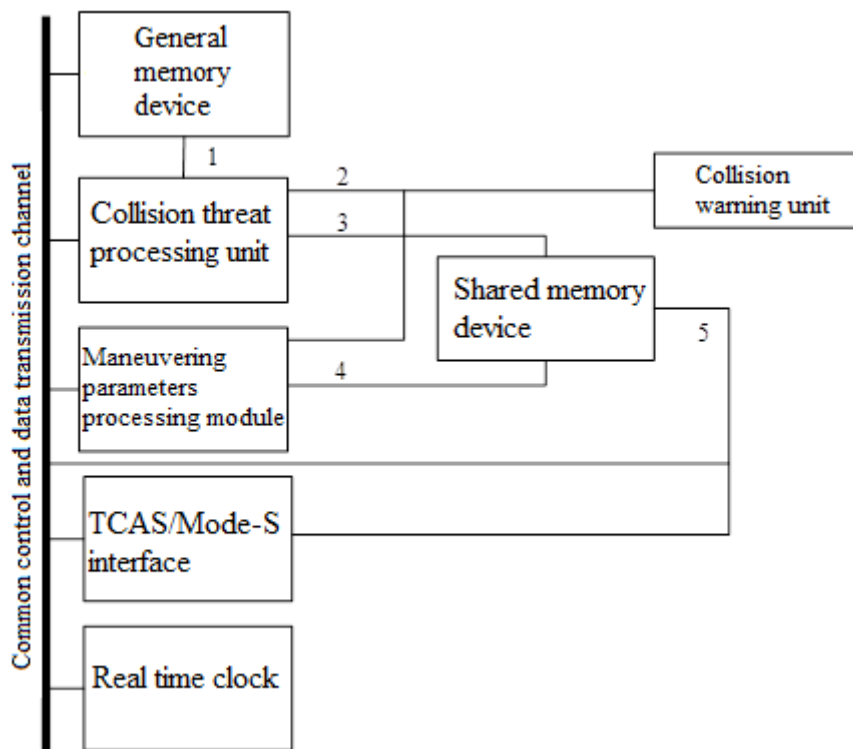 General
memory
device
1
2
Collision
warning unit
Collision threat
processing unit
3
Shared memory
device
5
Maneuvering
parameters
processing module
4
TCAS/Mode-S
interface
Real time clock
Common control and data transmission channel